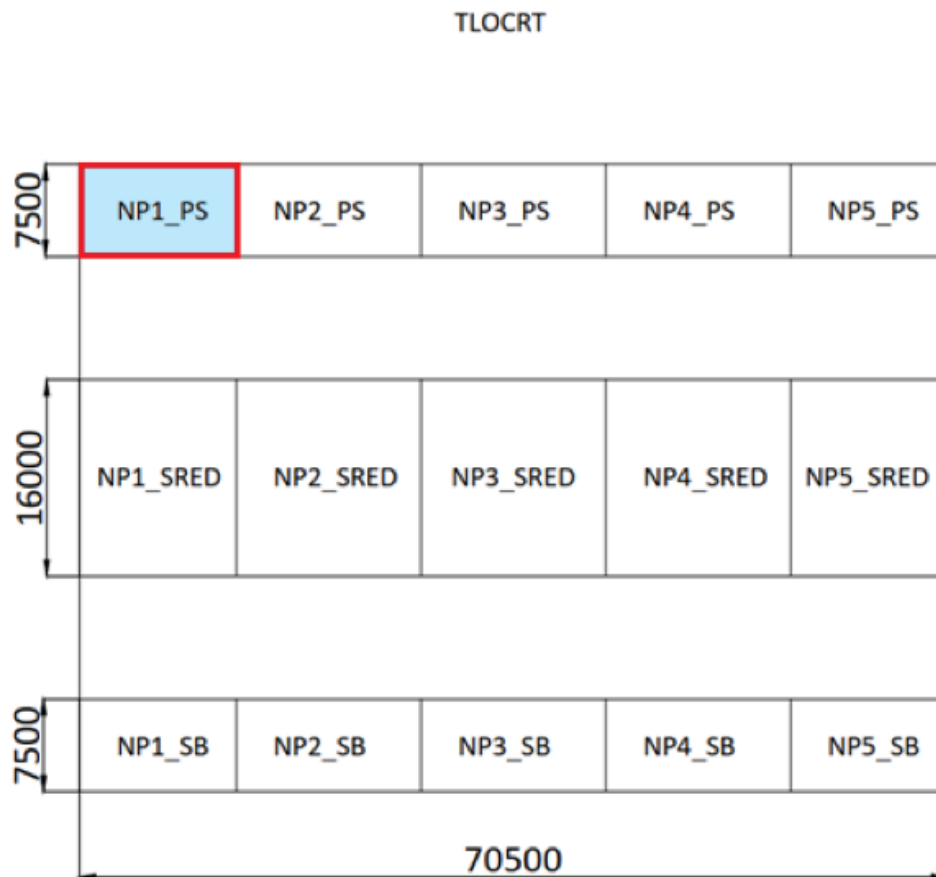 TLOCRT
7500
NP1_PS NP2_PS NP3_PS NP4_PS NP5_PS
16000
NP1_SRED NP2_SRED NP3_SRED NP4_SRED NP5_SRED
7500
NP1_SB NP2_SB NP3_SB NP4_SB NP5_SB
70500